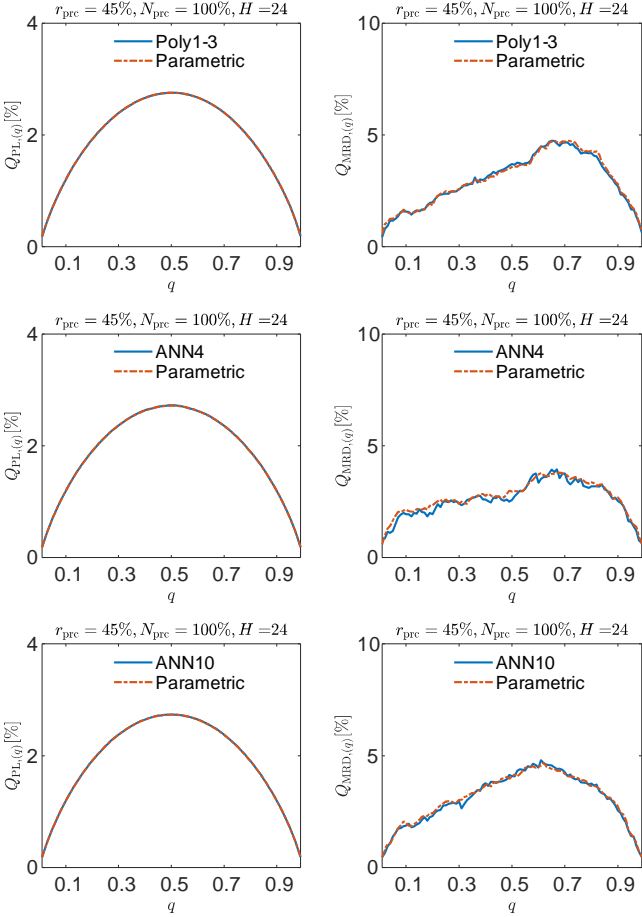 r_prc = 45%, N_prc = 100%, H =24
Q_PL,(q)[%]
4
2
0
Poly1-3
Parametric
0.1 0.3 0.5 0.7 0.9
q
r_prc = 45%, N_prc = 100%, H =24
Q_MRD,(q)[%]
10
5
0
Poly1-3
Parametric
0.1 0.3 0.5 0.7 0.9
q
r_prc = 45%, N_prc = 100%, H =24
Q_PL,(q)[%]
4
2
0
ANN4
Parametric
0.1 0.3 0.5 0.7 0.9
q
r_prc = 45%, N_prc = 100%, H =24
Q_MRD,(q)[%]
10
5
0
ANN4
Parametric
0.1 0.3 0.5 0.7 0.9
q
r_prc = 45%, N_prc = 100%, H =24
Q_PL,(q)[%]
4
2
0
ANN10
Parametric
0.1 0.3 0.5 0.7 0.9
q
r_prc = 45%, N_prc = 100%, H =24
Q_MRD,(q)[%]
10
5
0
ANN10
Parametric
0.1 0.3 0.5 0.7 0.9
q